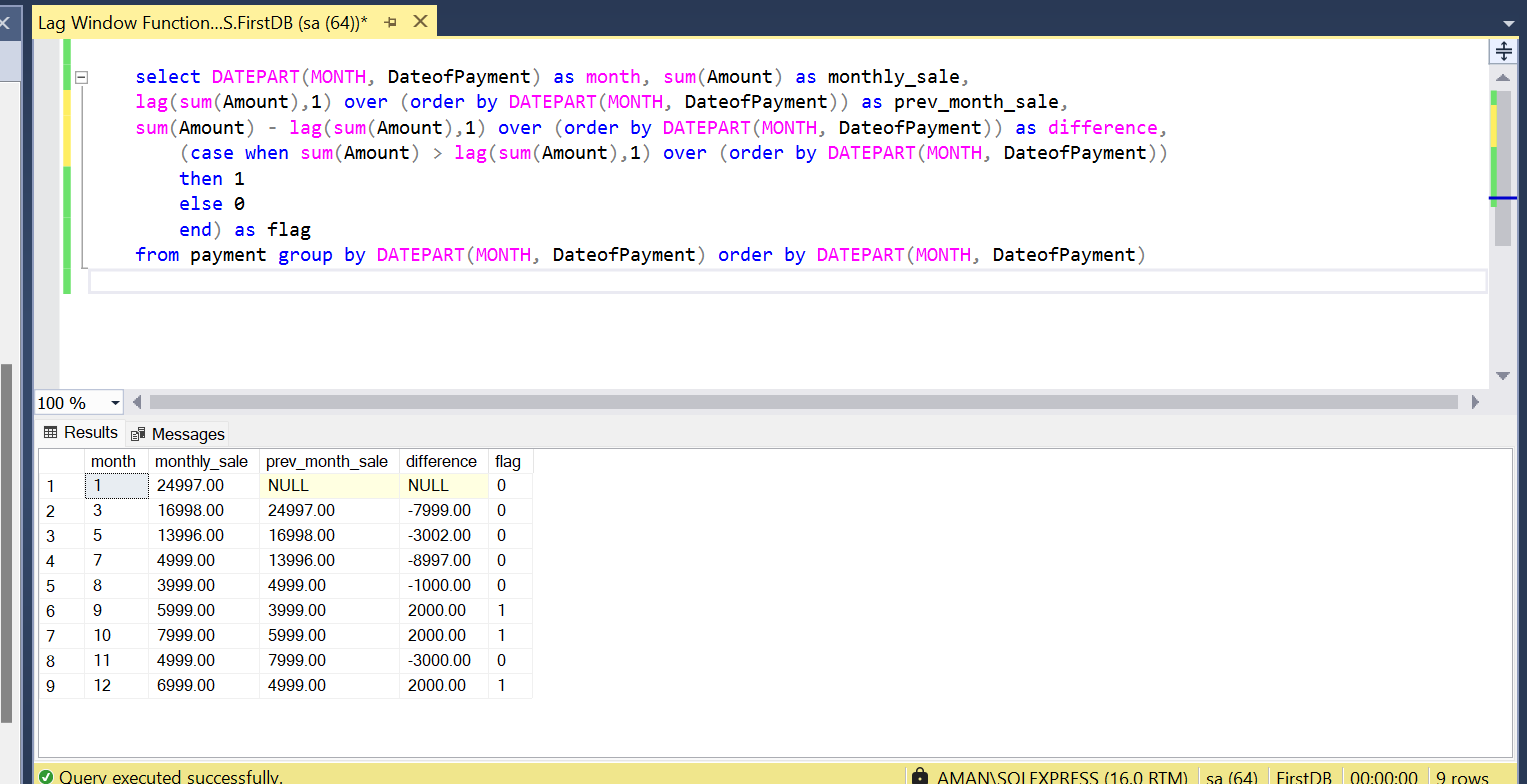 Lag Window Function...S.FirstDB (sa (64))*
select DATEPART(MONTH, DateofPayment) as month, sum(Amount) as monthly_sale,
lag(sum(Amount),1) over (order by DATEPART(MONTH, DateofPayment)) as prev_month_sale,
sum(Amount) - lag(sum(Amount),1) over (order by DATEPART(MONTH, DateofPayment)) as difference,
(case when sum(Amount) > lag(sum(Amount),1) over (order by DATEPART(MONTH, DateofPayment))
then 1
else 0
end) as flag
from payment group by DATEPART(MONTH, DateofPayment) order by DATEPART(MONTH, DateofPayment)
100 %
Results Messages
month monthly_sale prev_month_sale difference flag
1 1 24997.00 NULL NULL 0
2 3 16998.00 24997.00 -7999.00 0
3 5 13996.00 16998.00 -3002.00 0
4 7 4999.00 13996.00 -8997.00 0
5 8 3999.00 4999.00 -1000.00 0
6 9 5999.00 3999.00 2000.00 1
7 10 7999.00 5999.00 2000.00 1
8 11 4999.00 7999.00 -3000.00 0
9 12 6999.00 4999.00 2000.00 1
Query executed successfully. AMAN\SQLEXPRESS (16.0 RTM) sa (64) FirstDB 00:00:00 9 rows